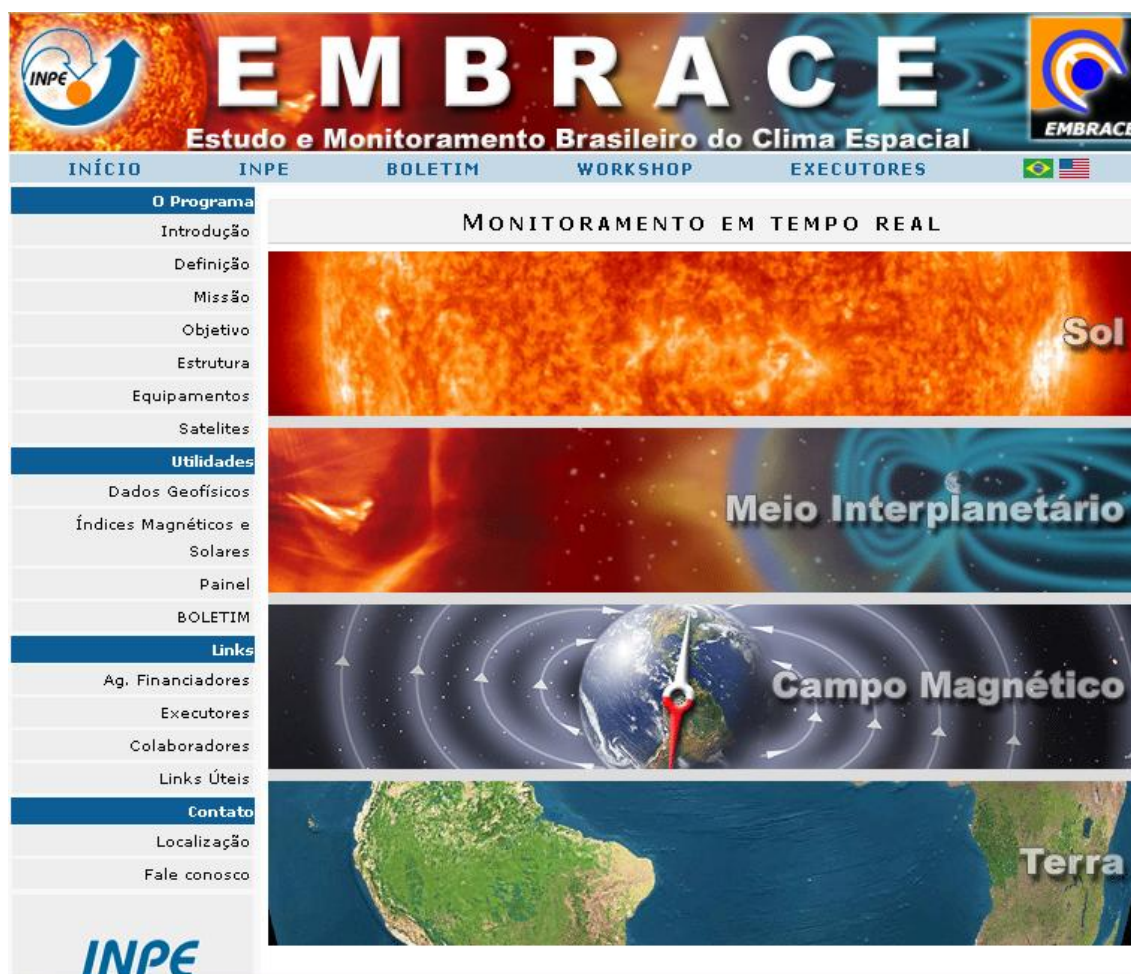 INPE
EMBRACE
Estudo e Monitoramento Brasileiro do Clima Espacial
EMBRACE
INÍCIO INPE BOLETIM WORKSHOP EXECUTORES
O Programa
Introdução
Definição
Missão
Objetivo
Estrutura
Equipamentos
Satelites
Utilidades
Dados Geofísicos
Índices Magnéticos e
Solares
Painel
BOLETIM
Links
Ag. Financiadores
Executores
Colaboradores
Links Úteis
Contato
Localização
Fale conosco
INPE
MONITORAMENTO EM TEMPO REAL
Sol
Meio Interplanetário
Campo Magnético
Terra